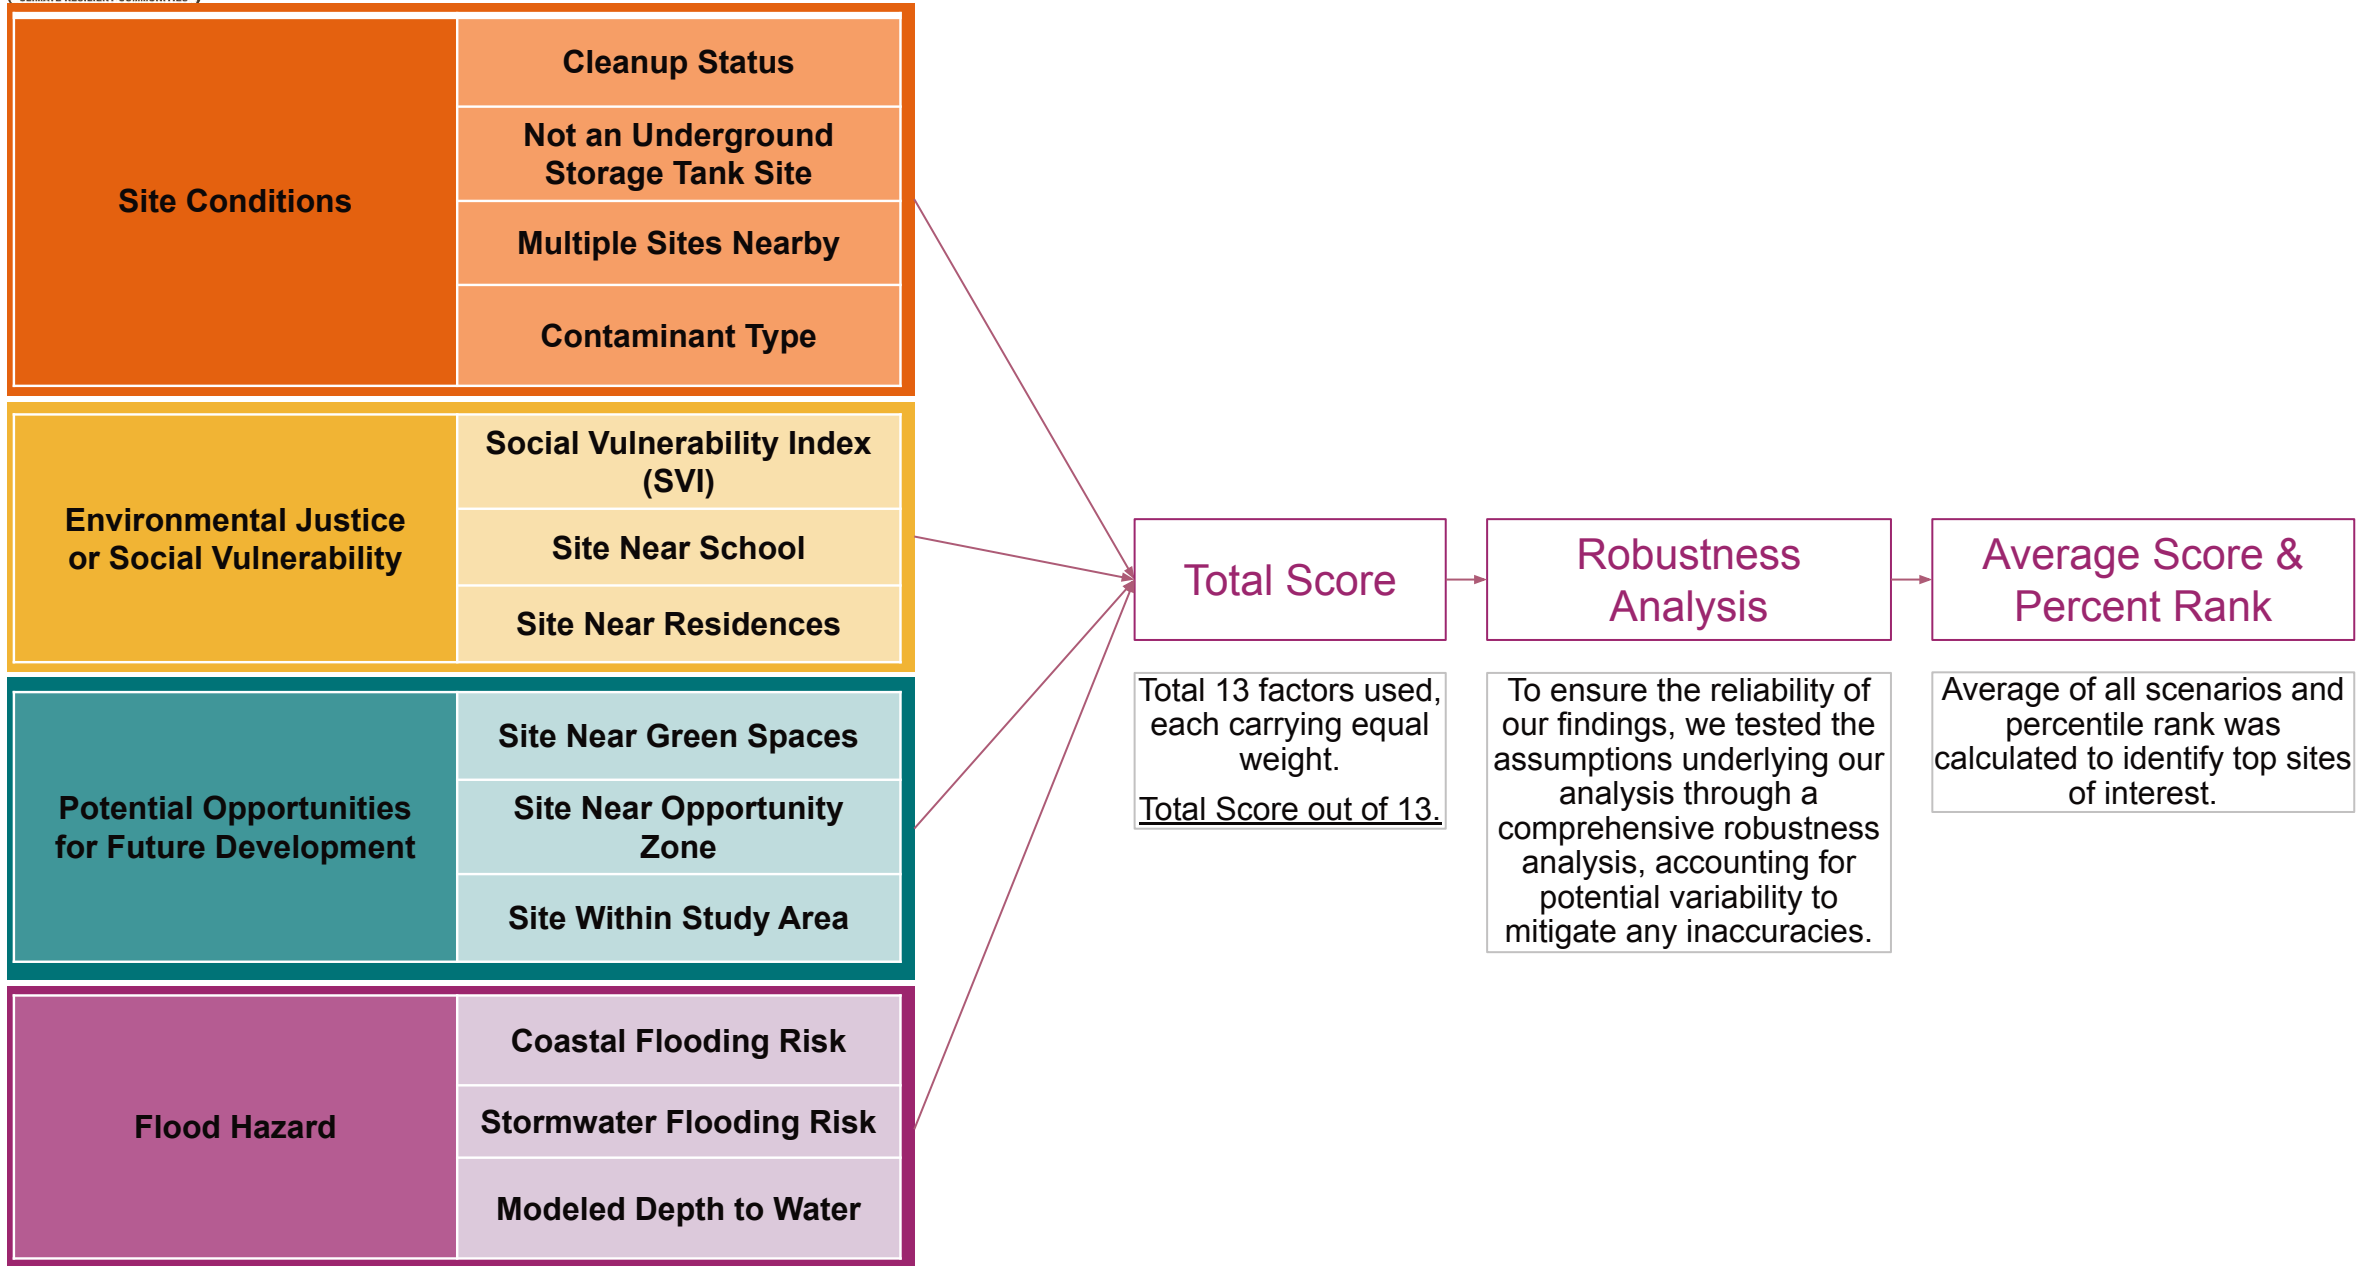 CLIMATE RESILIENT COMMUNITIES
Site Conditions
Cleanup Status
Not an Underground
Storage Tank Site
Multiple Sites Nearby
Contaminant Type
Environmental Justice
or Social Vulnerability
Social Vulnerability Index
(SVI)
Site Near School
Site Near Residences
Potential Opportunities
for Future Development
Site Near Green Spaces
Site Near Opportunity
Zone
Site Within Study Area
Flood Hazard
Coastal Flooding Risk
Stormwater Flooding Risk
Modeled Depth to Water
Total Score
Total 13 factors used,
each carrying equal
weight.
Total Score out of 13.
Robustness
Analysis
To ensure the reliability of
our findings, we tested the
assumptions underlying our
analysis through a
comprehensive robustness
analysis, accounting for
potential variability to
mitigate any inaccuracies.
Average Score &
Percent Rank
Average of all scenarios and
percentile rank was
calculated to identify top sites
of interest.